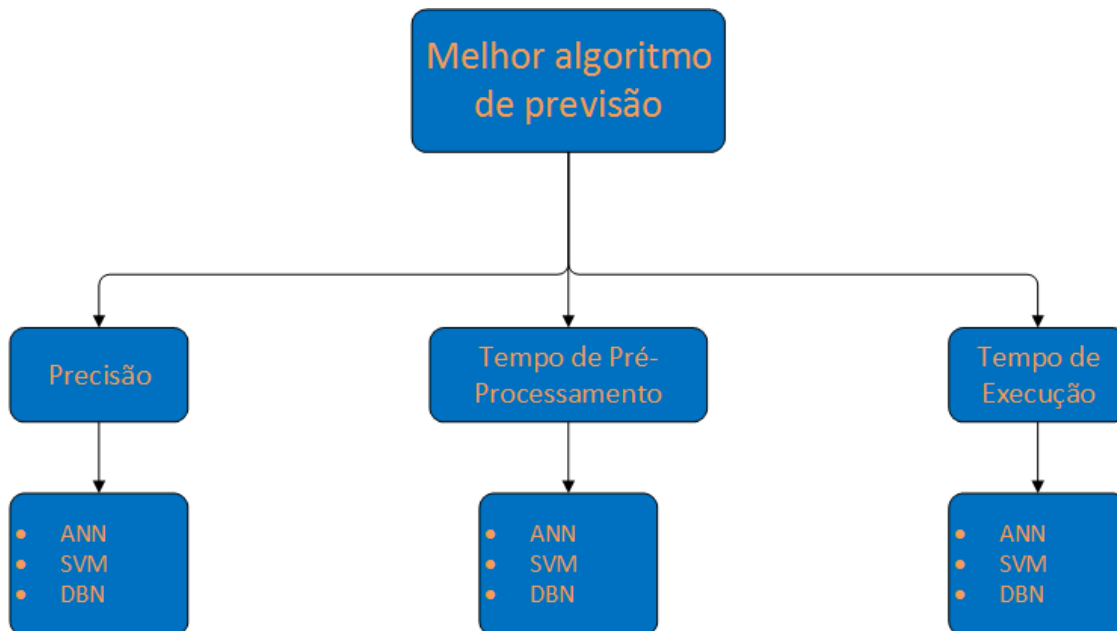 Melhor algoritmo
de previsão
Precisão
Tempo de Pré-
Processamento
Tempo de
Execução
• ANN
• SVM
• DBN
• ANN
• SVM
• DBN
• ANN
• SVM
• DBN